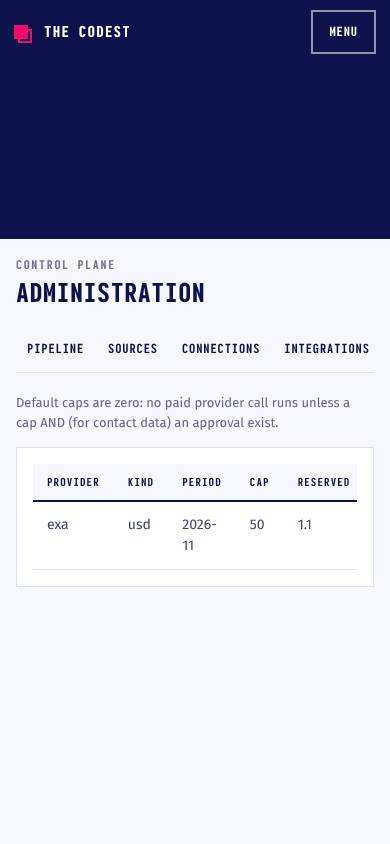 THE CODEST
MENU
CONTROL PLANE
ADMINISTRATION
PIPELINE SOURCES CONNECTIONS INTEGRATIONS
Default caps are zero: no paid provider call runs unless a
cap AND (for contact data) an approval exist.
PROVIDER KIND PERIOD CAP RESERVED
exa usd 2026- 50 1.1
11